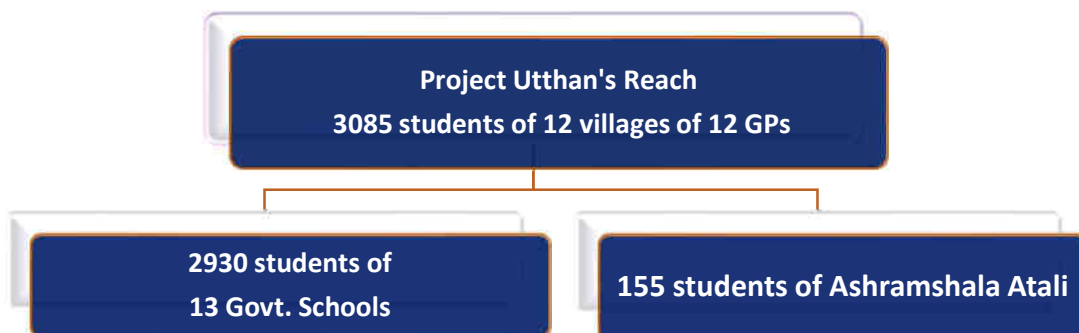 Project Utthan's Reach
3085 students of 12 villages of 12 GPs
2930 students of
13 Govt. Schools
155 students of Ashramshala Atali